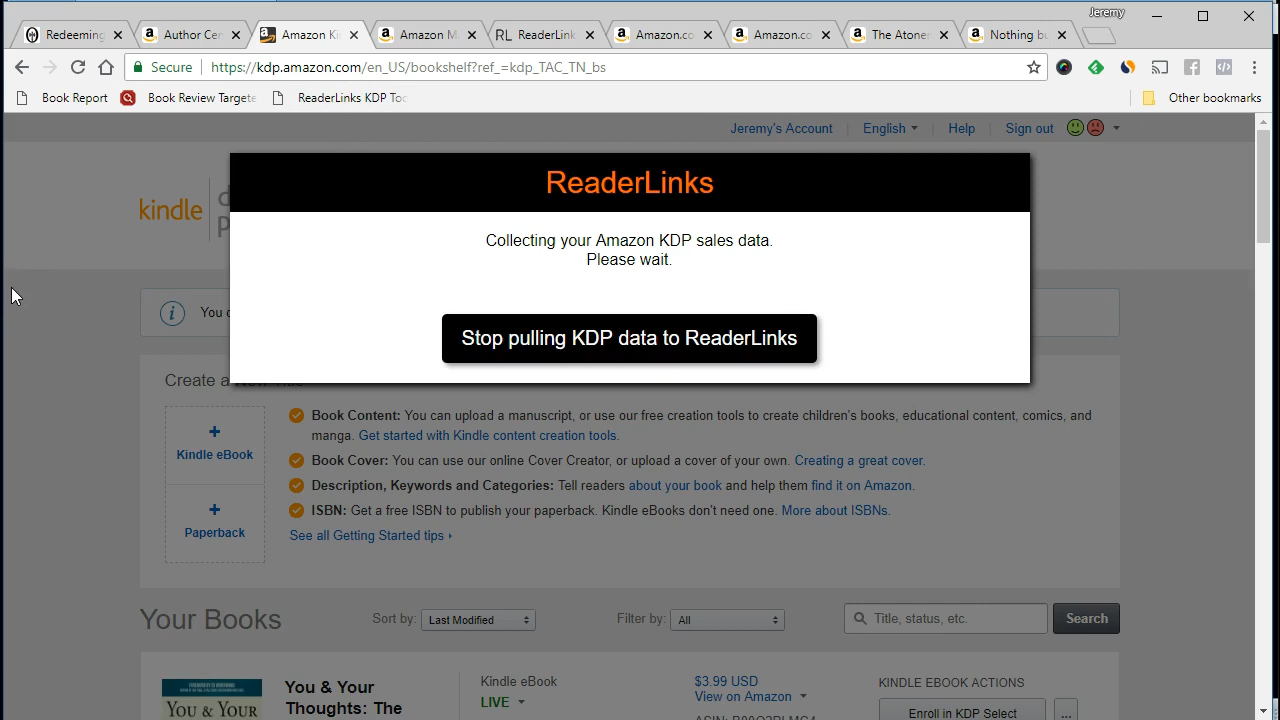 Jeremy
Redeeming
Author Cer
Amazon Ki
Amazon M
RL ReaderLink
Amazon.co
Amazon.co
The Atoner
Nothing b
Secure https://kdp.amazon.com/en_US/bookshelf?ref_=kdp_TAC_TN_bs
Book Report Book Review Targete ReaderLinks KDP Too Other bookmarks
Jeremy's Account English Help Sign out
ReaderLinks
kindle
Collecting your Amazon KDP sales data.
Please wait.
You
Stop pulling KDP data to ReaderLinks
Create a New Title
Kindle eBook
Paperback
Book Content: You can upload a manuscript, or use our free creation tools to create children's books, educational content, comics, and
manga. Get started with Kindle content creation tools.
Book Cover: You can use our online Cover Creator, or upload a cover of your own. Creating a great cover.
Description, Keywords and Categories: Tell readers about your book and help them find it on Amazon.
ISBN: Get a free ISBN to publish your paperback. Kindle eBooks don't need one. More about ISBNs.
See all Getting Started tips ›
Your Books Sort by: Last Modified Filter by: All Title, status, etc. Search
YOU & YOUR
You & Your
Thoughts: The
Kindle eBook
LIVE
$3.99 USD
View on Amazon
KINDLE EBOOK ACTIONS
Enroll in KDP Select ...